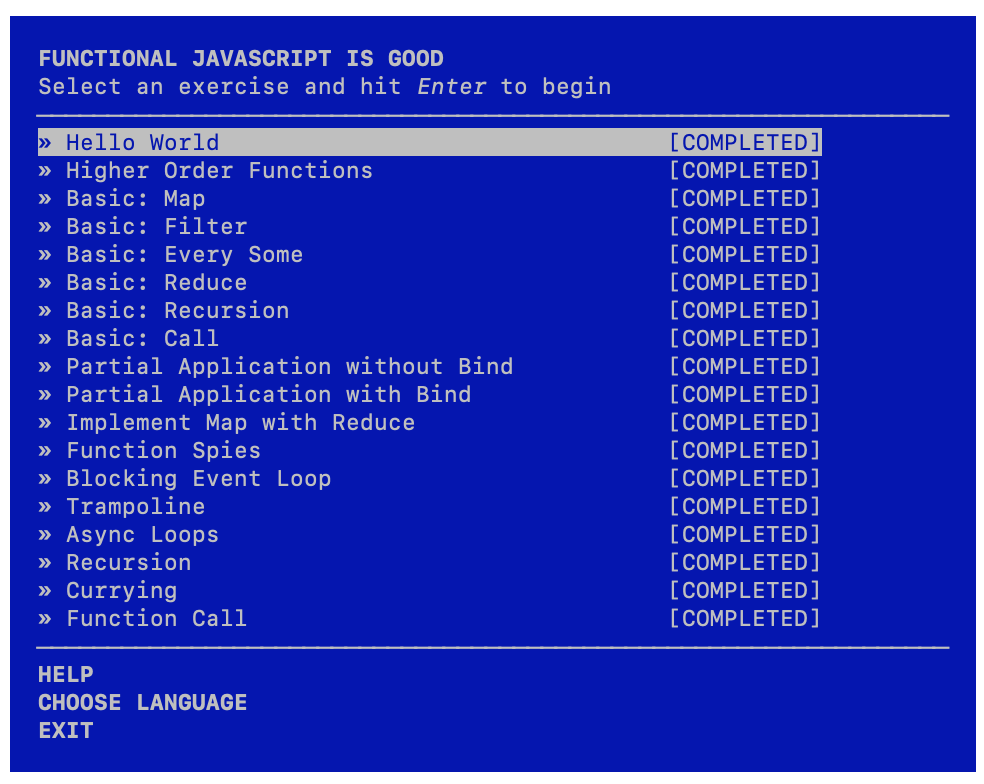 FUNCTIONAL JAVASCRIPT IS GOOD
Select an exercise and hit Enter to begin
» Hello World [COMPLETED]
» Higher Order Functions [COMPLETED]
» Basic: Map [COMPLETED]
» Basic: Filter [COMPLETED]
» Basic: Every Some [COMPLETED]
» Basic: Reduce [COMPLETED]
» Basic: Recursion [COMPLETED]
» Basic: Call [COMPLETED]
» Partial Application without Bind [COMPLETED]
» Partial Application with Bind [COMPLETED]
» Implement Map with Reduce [COMPLETED]
» Function Spies [COMPLETED]
» Blocking Event Loop [COMPLETED]
» Trampoline [COMPLETED]
» Async Loops [COMPLETED]
» Recursion [COMPLETED]
» Currying [COMPLETED]
» Function Call [COMPLETED]
HELP
CHOOSE LANGUAGE
EXIT